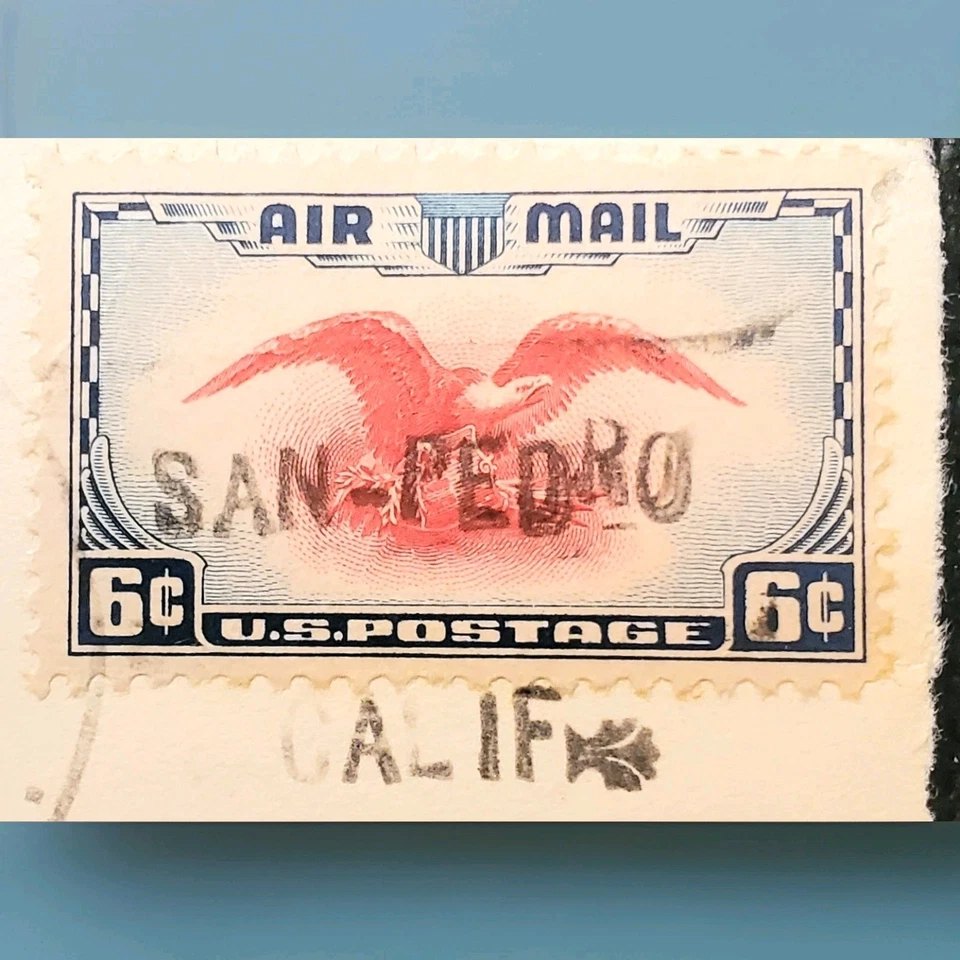 AIR MAIL
SAN-PEDRO
6¢ U.S.POSTAGE 6¢
CALIF